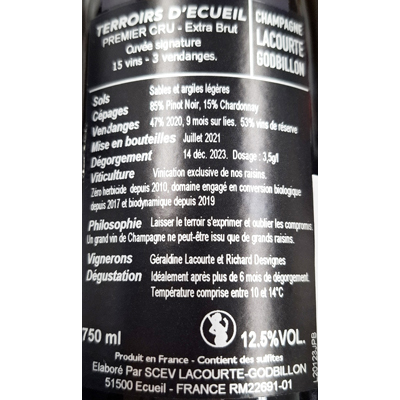 TERROIRS D'ECUEIL
PREMIER CRU - Extra Brut
Cuvée signature
15 vins - 3 vendanges.
CHAMPAGNE
LACOURTE
GODBILLON
Sols Sables et argiles légères
Cépages 85% Pinot Noir, 15% Chardonnay
Vendanges 47% 2020, 9 mois sur lies. 53% vins de réserve
Mise en bouteilles Juillet 2021
Dégorgement 14 déc. 2023. Dosage : 3,5g/l
Viticulture Vinication exclusive de nos raisins.
Zéro herbicide depuis 2010, domaine engagé en conversion biologique
depuis 2017 et biodynamique depuis 2019
Philosophie Laisser le terroir s'exprimer et oublier les compromis.
Un grand vin de Champagne ne peut-être issu que de grands raisins.
Vignerons Géraldine Lacourte et Richard Desvignes
Dégustation Idéalement après plus de 6 mois de dégorgement.
Température comprise entre 10 et 14°C
750 ml
12.5%VOL.
Produit en France - Contient des sulfites
Elaboré Par SCEV LACOURTE-GODBILLON
51500 Ecueil - FRANCE RM22691-01
L20123JPB